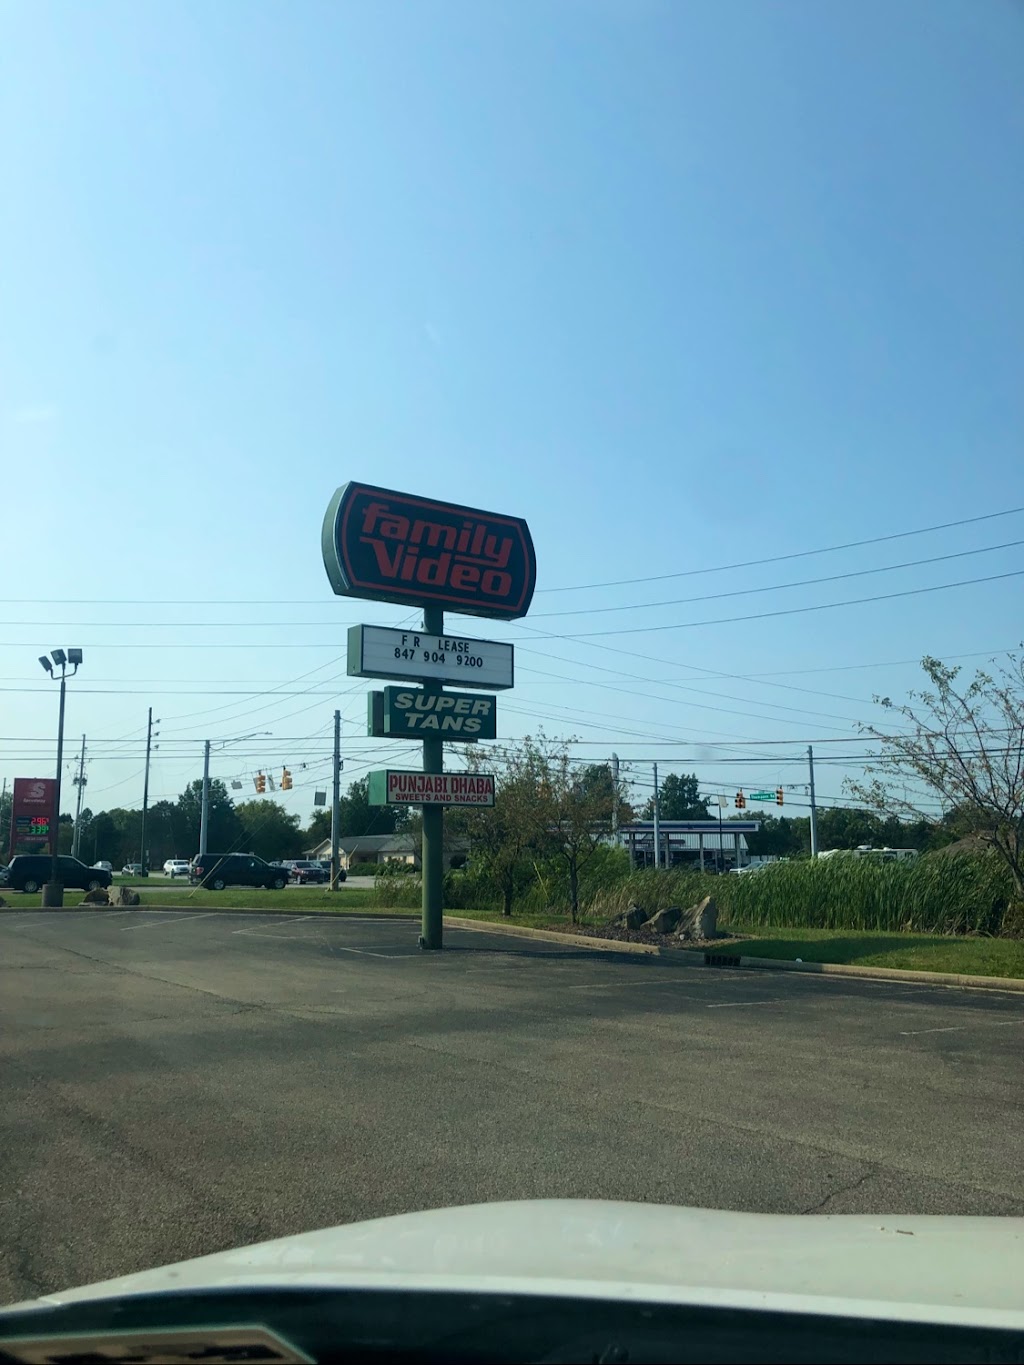 family
Video
F R LEASE
847 904 9200
SUPER
TANS
PUNJABI DHABA
SWEETS AND SNACKS
S